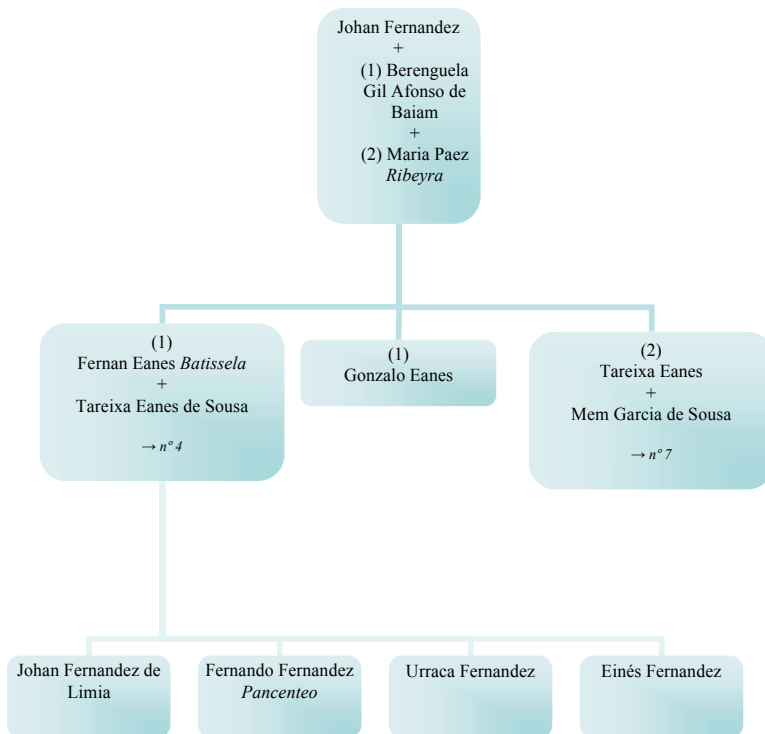 Johan Fernandez
+
(1) Berenguela
Gil Afonso de
Baiam
+
(2) Maria Paez
Ribeyra
(1)
Fernan Eanes Batissela
+
Tareixa Eanes de Sousa
→ nº 4
(1)
Gonzalo Eanes
(2)
Tareixa Eanes
+
Mem Garcia de Sousa
→ nº 7
Johan Fernandez de
Limia
Fernando Fernandez
Pancenteo
Urraca Fernandez
Einés Fernandez